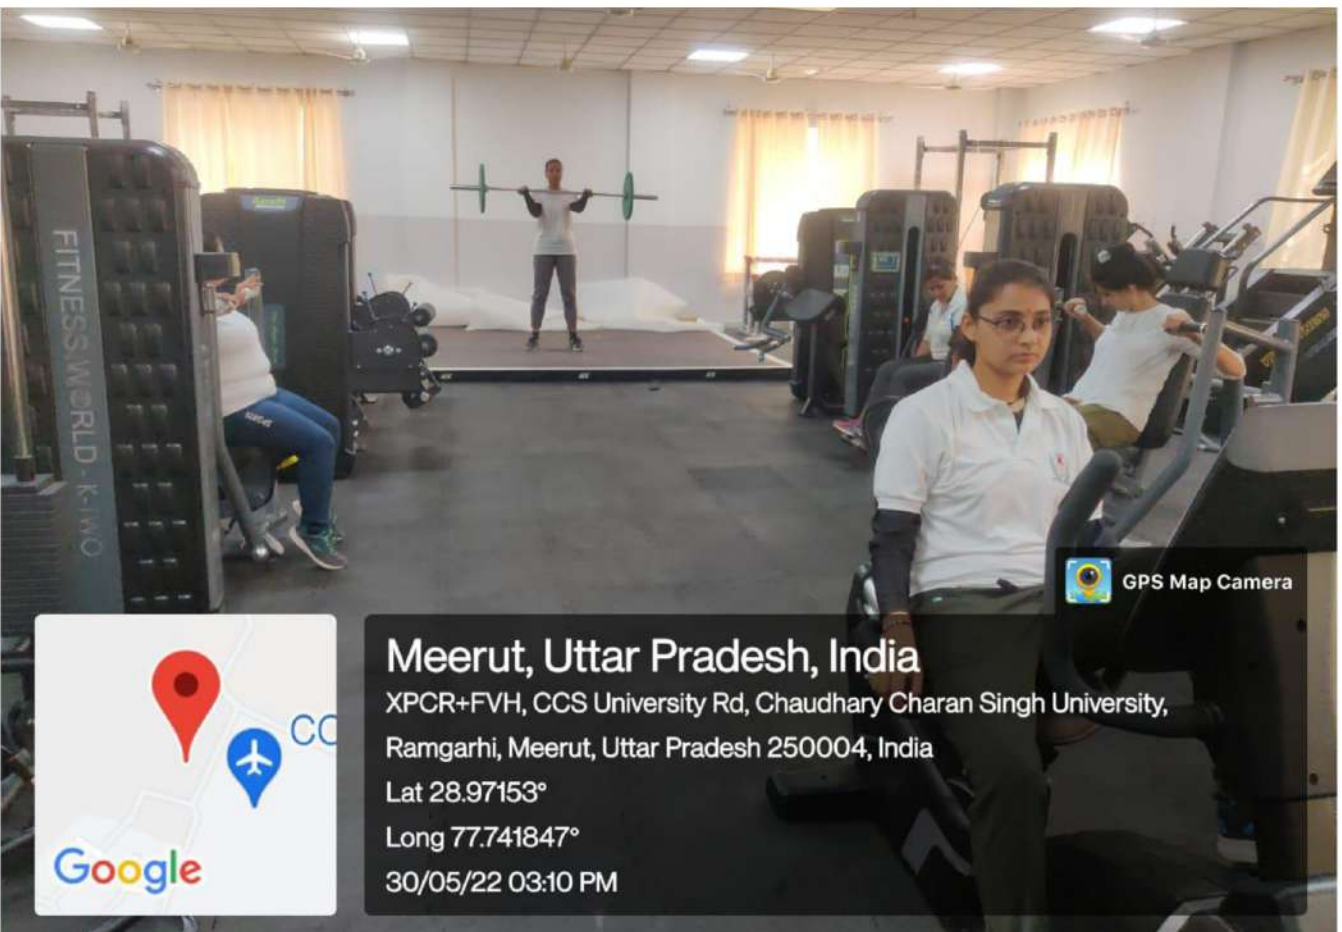 FITNESS WORLD - K-TWO
SPORTS
GPS Map Camera
Meerut, Uttar Pradesh, India
XPCR+FVH, CCS University Rd, Chaudhary Charan Singh University,
Ramgarhi, Meerut, Uttar Pradesh 250004, India
Lat 28.97153°
Long 77.741847°
30/05/22 03:10 PM
CC
Google